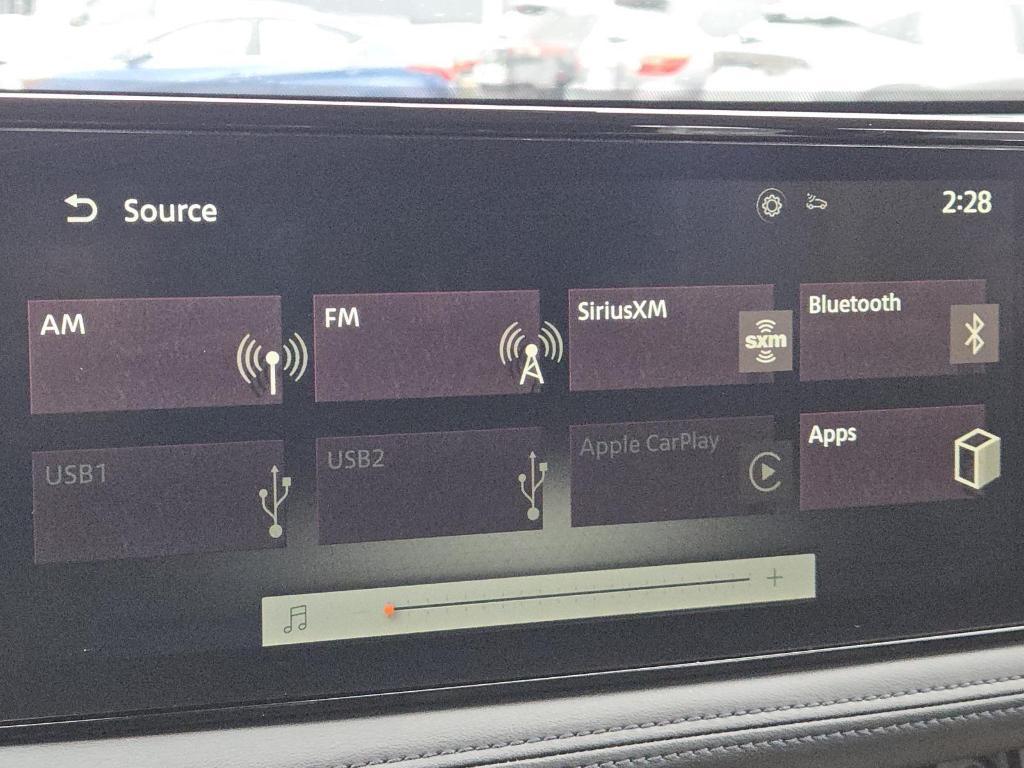 Source
2:28
AM
FM
SiriusXM
sxm
Bluetooth
USB1
USB2
Apple CarPlay
Apps